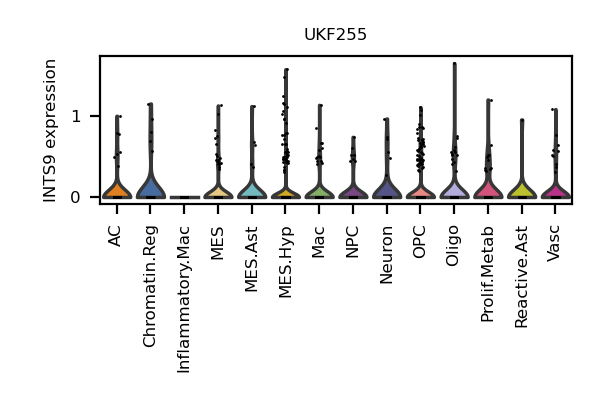 UKF255
INTS9 expression
1
0
AC
Chromatin.Reg
Inflammatory.Mac
MES
MES.Ast
MES.Hyp
Mac
NPC
Neuron
OPC
Oligo
Prolif.Metab
Reactive.Ast
Vasc